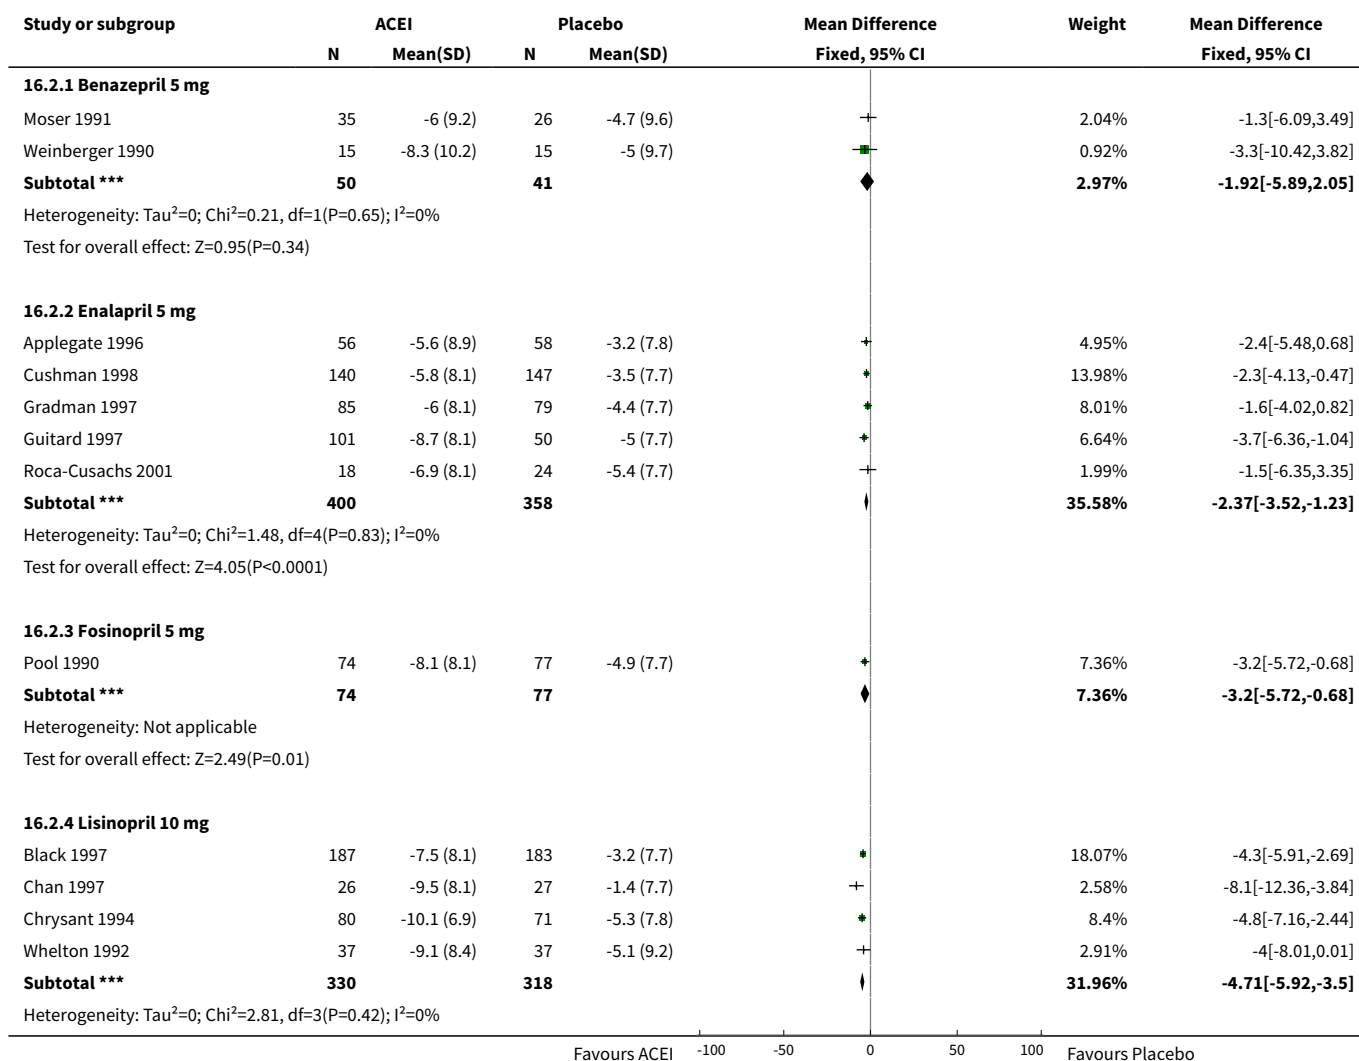 Study or subgroup ACEI Placebo Mean Difference Weight Mean Difference
N Mean(SD) N Mean(SD) Fixed, 95% CI Fixed, 95% CI
16.2.1 Benazepril 5 mg
Moser 1991 35 -6 (9.2) 26 -4.7 (9.6) 2.04% -1.3[-6.09,3.49]
Weinberger 1990 15 -8.3 (10.2) 15 -5 (9.7) 0.92% -3.3[-10.42,3.82]
Subtotal *** 50 41 2.97% -1.92[-5.89,2.05]
Heterogeneity: Tau²=0; Chi²=0.21, df=1(P=0.65); I²=0%
Test for overall effect: Z=0.95(P=0.34)
16.2.2 Enalapril 5 mg
Applegate 1996 56 -5.6 (8.9) 58 -3.2 (7.8) 4.95% -2.4[-5.48,0.68]
Cushman 1998 140 -5.8 (8.1) 147 -3.5 (7.7) 13.98% -2.3[-4.13,-0.47]
Gradman 1997 85 -6 (8.1) 79 -4.4 (7.7) 8.01% -1.6[-4.02,0.82]
Guitard 1997 101 -8.7 (8.1) 50 -5 (7.7) 6.64% -3.7[-6.36,-1.04]
Roca-Cusachs 2001 18 -6.9 (8.1) 24 -5.4 (7.7) 1.99% -1.5[-6.35,3.35]
Subtotal *** 400 358 35.58% -2.37[-3.52,-1.23]
Heterogeneity: Tau²=0; Chi²=1.48, df=4(P=0.83); I²=0%
Test for overall effect: Z=4.05(P<0.0001)
16.2.3 Fosinopril 5 mg
Pool 1990 74 -8.1 (8.1) 77 -4.9 (7.7) 7.36% -3.2[-5.72,-0.68]
Subtotal *** 74 77 7.36% -3.2[-5.72,-0.68]
Heterogeneity: Not applicable
Test for overall effect: Z=2.49(P=0.01)
16.2.4 Lisinopril 10 mg
Black 1997 187 -7.5 (8.1) 183 -3.2 (7.7) 18.07% -4.3[-5.91,-2.69]
Chan 1997 26 -9.5 (8.1) 27 -1.4 (7.7) 2.58% -8.1[-12.36,-3.84]
Chrysant 1994 80 -10.1 (6.9) 71 -5.3 (7.8) 8.4% -4.8[-7.16,-2.44]
Whelton 1992 37 -9.1 (8.4) 37 -5.1 (9.2) 2.91% -4[-8.01,0.01]
Subtotal *** 330 318 31.96% -4.71[-5.92,-3.5]
Heterogeneity: Tau²=0; Chi²=2.81, df=3(P=0.42); I²=0%
Favours ACEI -100 -50 0 50 100 Favours Placebo